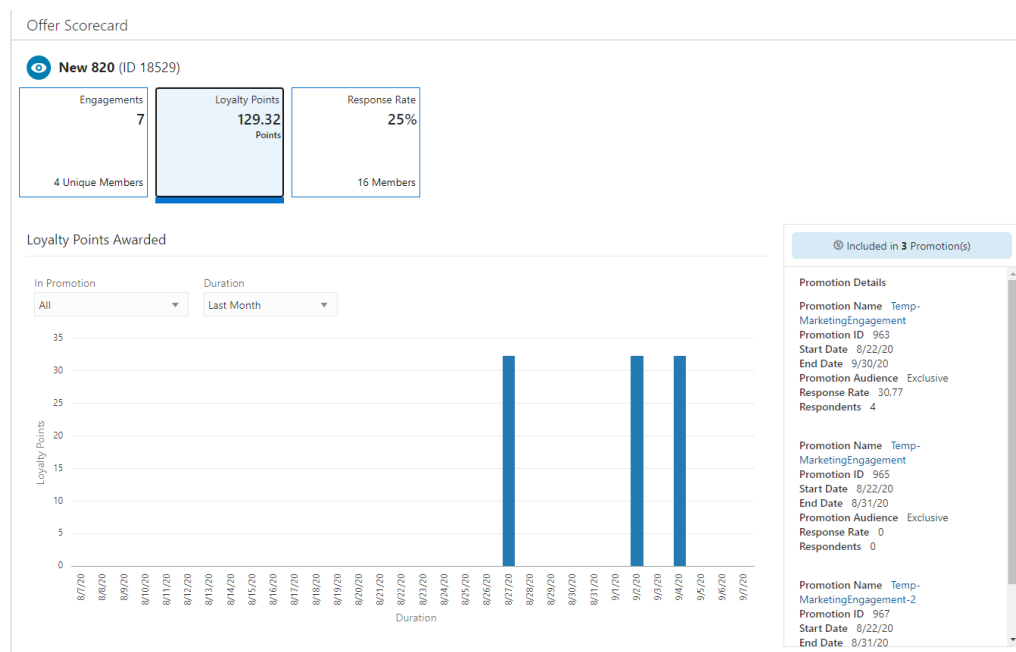 Offer Scorecard
New 820 (ID 18529)
Engagements
7
4 Unique Members
Loyalty Points
129.32
Points
Response Rate
25%
16 Members
Loyalty Points Awarded
In Promotion
All
Duration
Last Month
35
30
25
20
15
10
5
0
Loyalty Points
8/7/20
8/8/20
8/9/20
8/10/20
8/11/20
8/12/20
8/13/20
8/14/20
8/15/20
8/16/20
8/17/20
8/18/20
8/19/20
8/20/20
8/21/20
8/22/20
8/23/20
8/24/20
8/25/20
8/26/20
8/27/20
8/28/20
8/29/20
8/30/20
8/31/20
9/1/20
9/2/20
9/3/20
9/4/20
9/5/20
9/6/20
9/7/20
Duration
Included in 3 Promotion(s)
Promotion Details
Promotion Name Temp-
MarketingEngagement
Promotion ID 963
Start Date 8/22/20
End Date 9/30/20
Promotion Audience Exclusive
Response Rate 30.77
Respondents 4
Promotion Name Temp-
MarketingEngagement
Promotion ID 965
Start Date 8/22/20
End Date 8/31/20
Promotion Audience Exclusive
Response Rate 0
Respondents 0
Promotion Name Temp-
MarketingEngagement-2
Promotion ID 967
Start Date 8/22/20
End Date 8/31/20